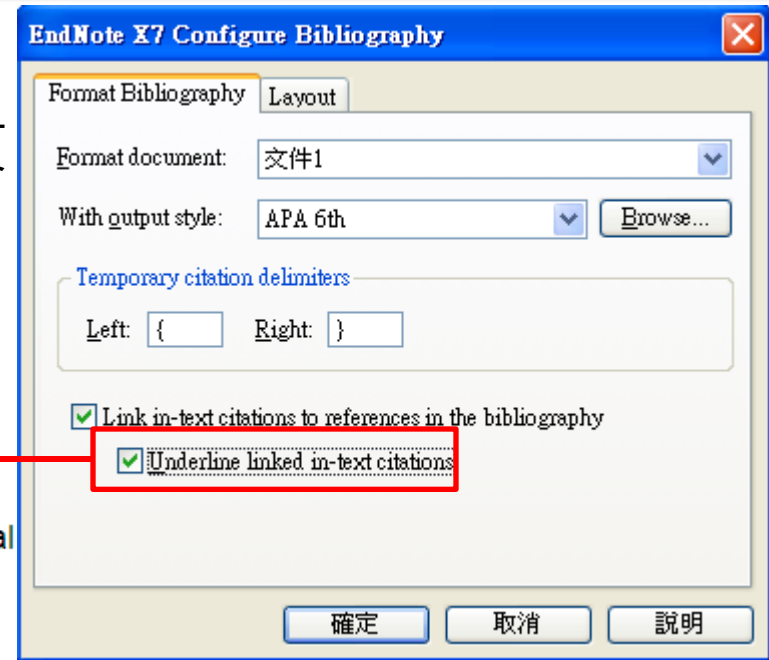 EndNote X7 Configure Bibliography
Format Bibliography Layout
Format document: 文件1
With output style: APA 6th Browse...
Temporary citation delimiters
Left: { Right: }
Link in-text citations to references in the bibliography
Underline linked in-text citations
al
確定 取消 說明